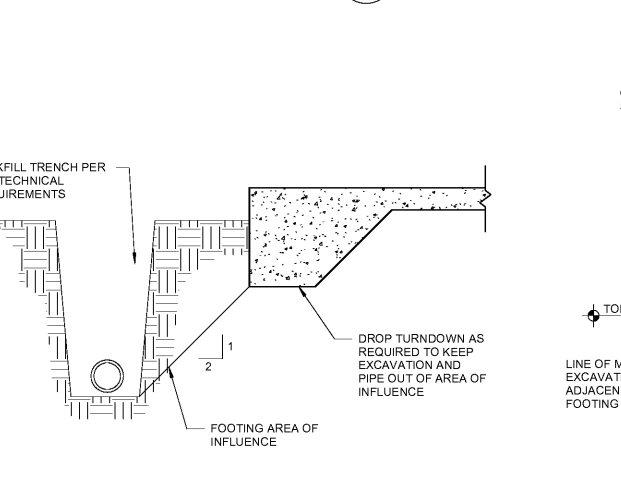 KFILL TRENCH PER
TECHNICAL
UIREMENTS
1
2
DROP TURNDOWN AS
REQUIRED TO KEEP
EXCAVATION AND
PIPE OUT OF AREA OF
INFLUENCE
FOOTING AREA OF
INFLUENCE
TO
LINE OF M
EXCAVAT
ADJACEN
FOOTING